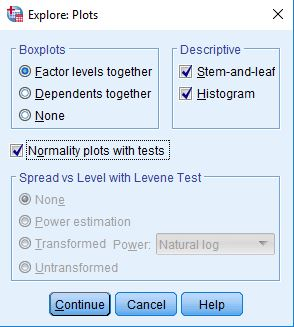 Explore: Plots
Boxplots
Factor levels together
Dependents together
None
Descriptive
Stem-and-leaf
Histogram
Normality plots with tests
Spread vs Level with Levene Test
None
Power estimation
Transformed Power: Natural log
Untransformed
Continue Cancel Help